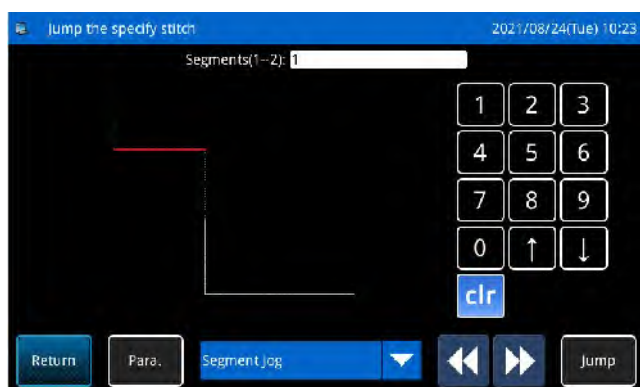 Jump the specify stitch 2021/08/24(Tue) 10:23
Segments(1--2): 1
1 2 3
4 5 6
7 8 9
0 ↑ ↓
clr
Return Para. Segment jog Jump